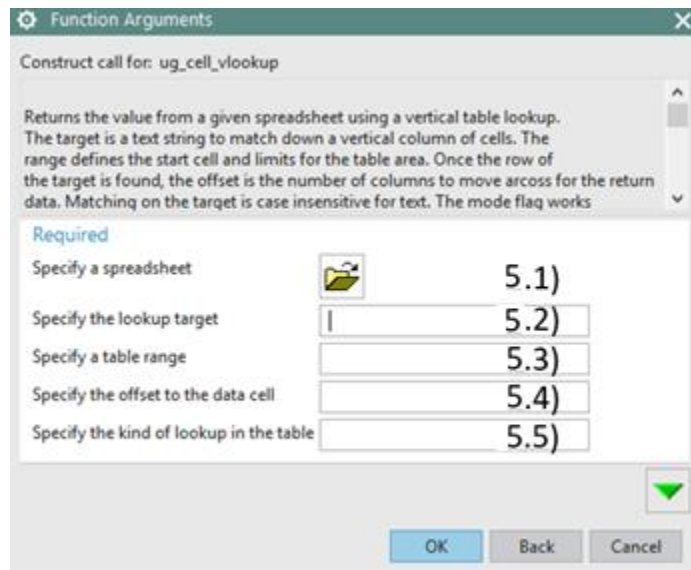 Function Arguments
Construct call for: ug_cell_vlookup
Returns the value from a given spreadsheet using a vertical table lookup.
The target is a text string to match down a vertical column of cells. The
range defines the start cell and limits for the table area. Once the row of
the target is found, the offset is the number of columns to move arcoss for the return
data. Matching on the target is case insensitive for text. The mode flag works
Required
Specify a spreadsheet 5.1)
Specify the lookup target 5.2)
Specify a table range 5.3)
Specify the offset to the data cell 5.4)
Specify the kind of lookup in the table 5.5)
OK Back Cancel